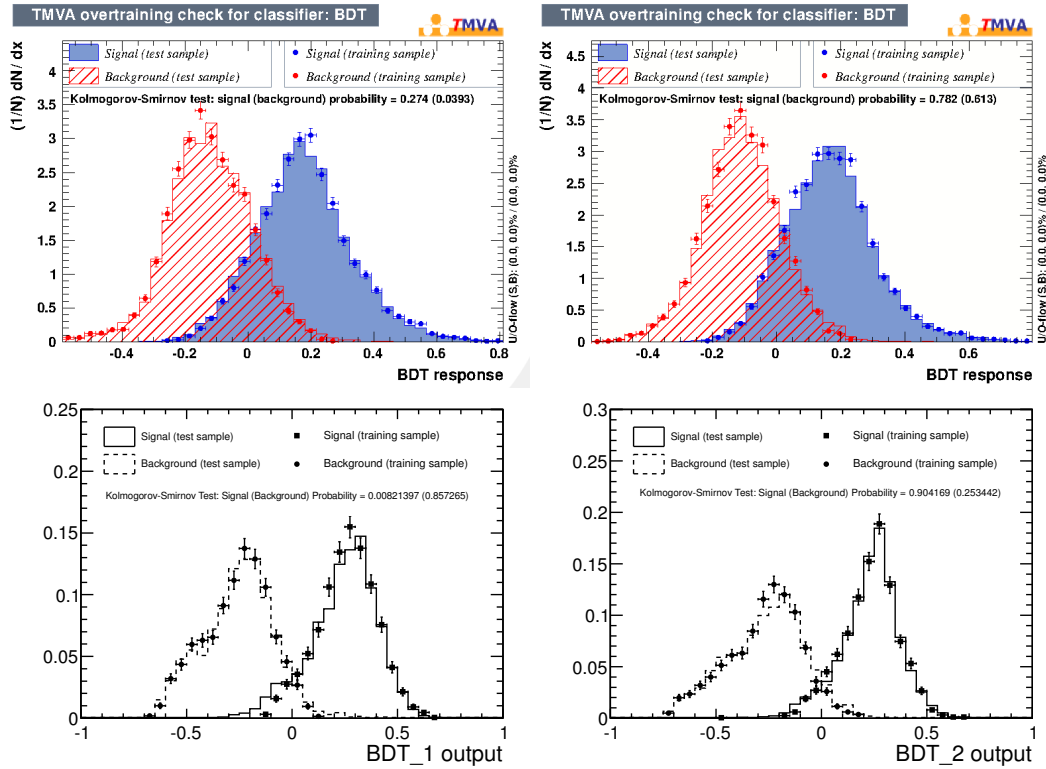 TMVA overtraining check for classifier: BDT
TMVA
(1/N) dN/ dx
Signal (test sample)
Background (test sample)
Signal (training sample)
Background (training sample)
Kolmogorov-Smirnov test: signal (background) probability = 0.274 (0.0393)
4
3.5
3
2.5
2
1.5
1
0.5
0
-0.4 -0.2 0 0.2 0.4 0.6 0.8
BDT response
U/O-flow (S,B): (0.0, 0.0)% / (0.0, 0.0)%
TMVA overtraining check for classifier: BDT
TMVA
(1/N) dN/ dx
Signal (test sample)
Background (test sample)
Signal (training sample)
Background (training sample)
Kolmogorov-Smirnov test: signal (background) probability = 0.782 (0.613)
4.5
4
3.5
3
2.5
2
1.5
1
0.5
0
-0.4 -0.2 0 0.2 0.4 0.6
BDT response
U/O-flow (S,B): (0.0, 0.0)% / (0.0, 0.0)%
0.25
0.2
0.15
0.1
0.05
0
Signal (test sample)
Background (test sample)
Signal (training sample)
Background (training sample)
Kolmogorov-Smirnov Test: Signal (Background) Probability = 0.00821397 (0.857265)
-1 -0.5 0 0.5 1
BDT_1 output
0.3
0.25
0.2
0.15
0.1
0.05
0
Signal (test sample)
Background (test sample)
Signal (training sample)
Background (training sample)
Kolmogorov-Smirnov Test: Signal (Background) Probability = 0.904169 (0.253442)
-1 -0.5 0 0.5 1
BDT_2 output